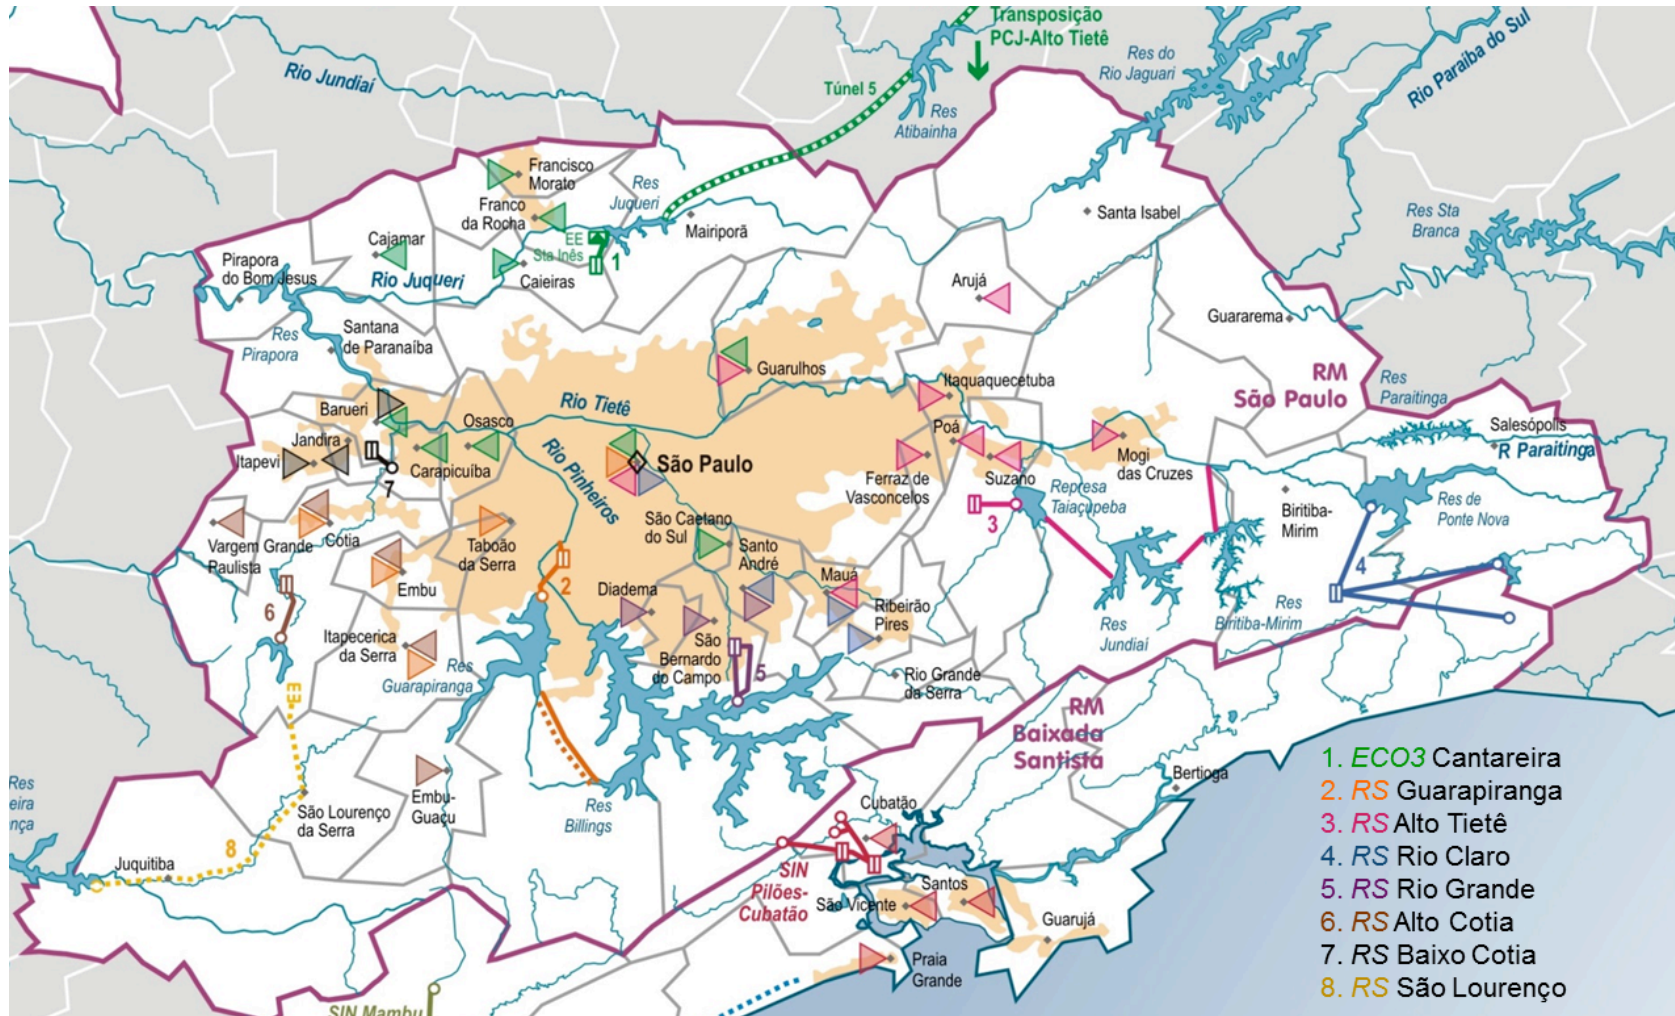 Transposição
PCJ-Alto Tietê
Rio Jundiaí
Túnel 5
Res
Atibainha
Res do
Rio Jaguari
Rio Paraíba do Sul
Francisco
Morato
Franco
da Rocha
Res
Juqueri
Mairiporã
Santa Isabel
Res Sta
Branca
Cajamar
EE
Sta Inês
1
Caieiras
Rio Juqueri
Pirapora
do Bom Jesus
Arujá
Guararema
Res
Pirapora
Santana
de Paranaíba
Guarulhos
Itaquaquecetuba
RM
São Paulo
Res
Paraitinga
Barueri
Rio Tietê
Osasco
Jandira
Itapevi
Carapicuíba
7
Rio Pinheiros
São Paulo
Poá
Ferraz de
Vasconcelos
Suzano
Mogi
das Cruzes
Salesópolis
R Paraitinga
Represa
Taiaçupeba
3
Biritiba-
Mirim
Res de
Ponte Nova
Vargem Grande
Paulista
Cotia
Taboão
da Serra
São Caetano
do Sul
Santo
André
Mauá
Ribeirão
Pires
2
4
Embu
Diadema
6
Res
Jundiaí
Res
Biritiba-Mirim
Itapecerica
da Serra
Res
Guarapiranga
São
Bernardo
do Campo
5
Rio Grande
da Serra
RM
Baixada
Santista
Bertioga
Embu-
Guaçu
Res
Billings
São Lourenço
da Serra
8
Juquitiba
Res
eira
nça
Cubatão
SIN
Pilões-
Cubatão
São Vicente
Santos
Guarujá
Praia
Grande
SIN Mambu
1. ECO3 Cantareira
2. RS Guarapiranga
3. RS Alto Tietê
4. RS Rio Claro
5. RS Rio Grande
6. RS Alto Cotia
7. RS Baixo Cotia
8. RS São Lourenço